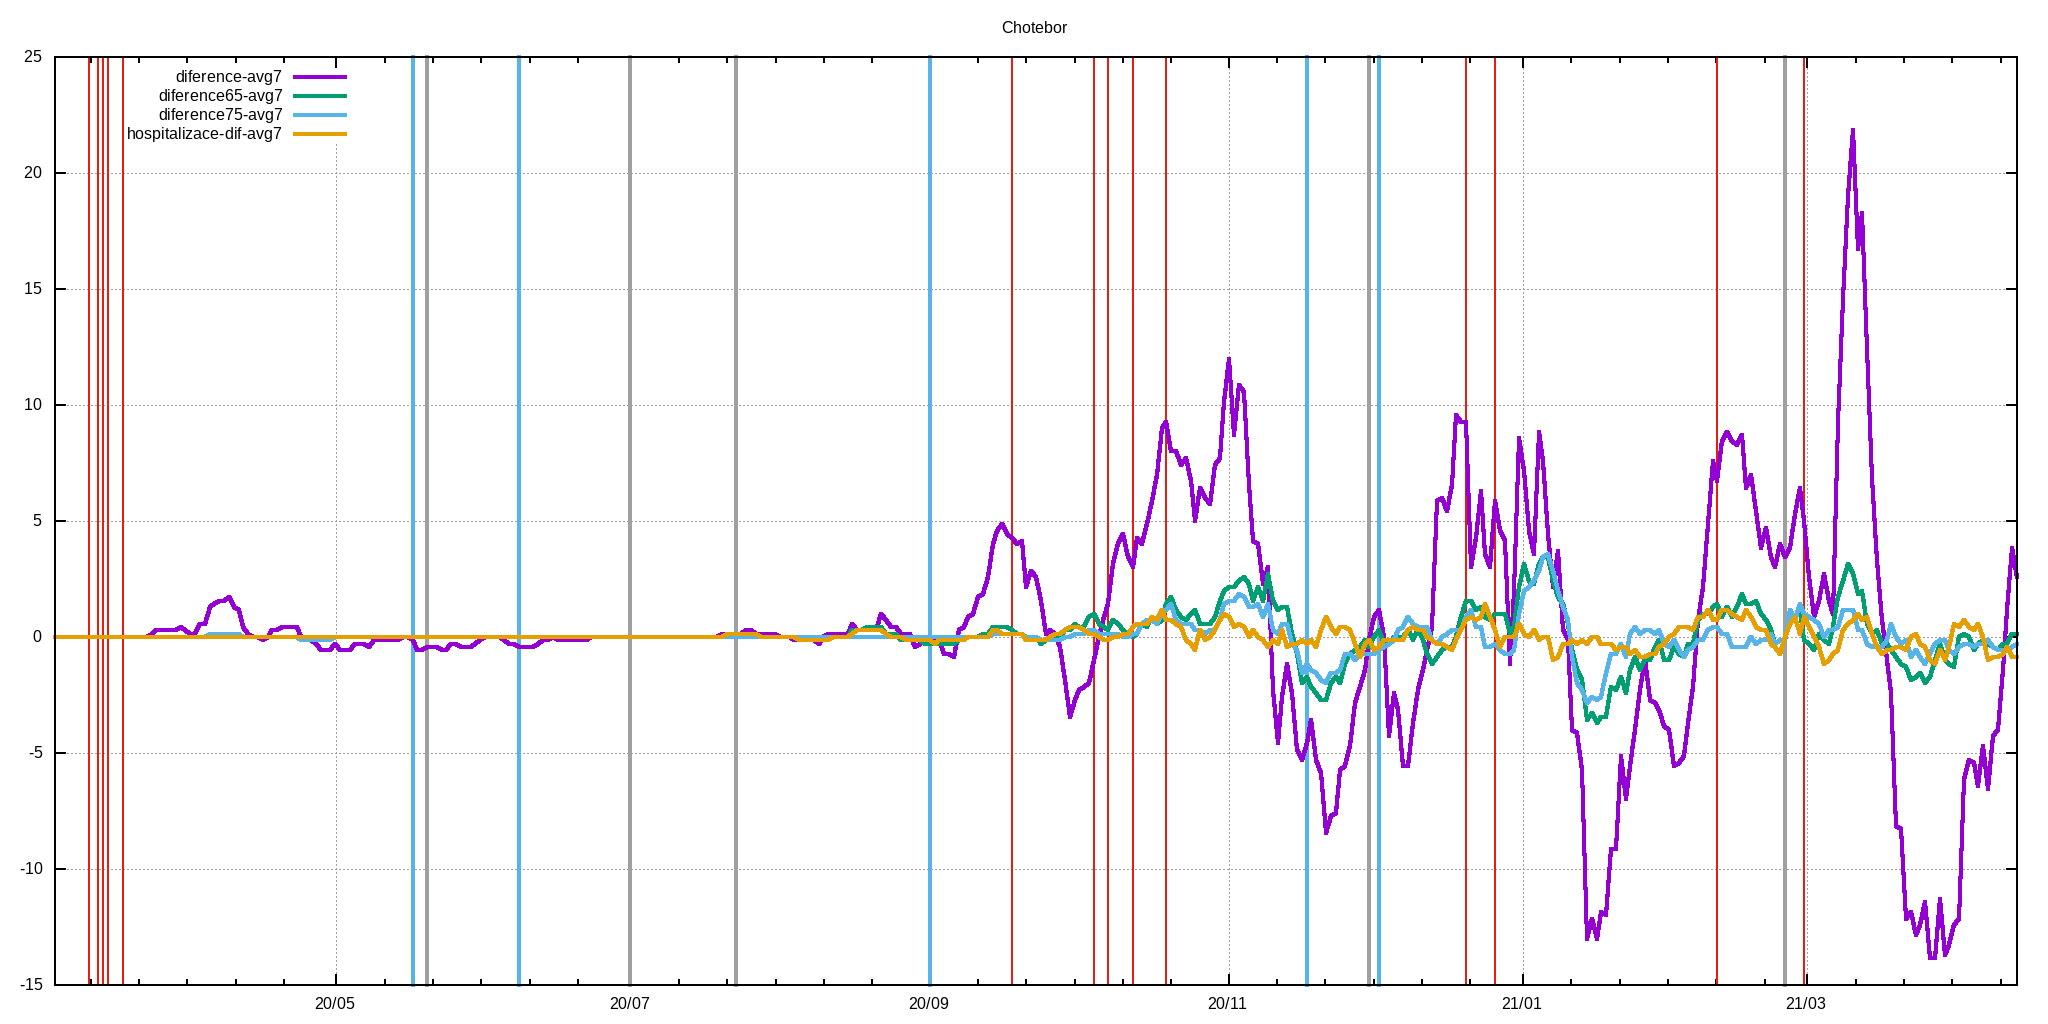 Chotebor
25
20
15
10
5
0
-5
-10
-15
diference-avg7
diference65-avg7
diference75-avg7
hospitalizace-dif-avg7
20/05 20/07 20/09 20/11 21/01 21/03